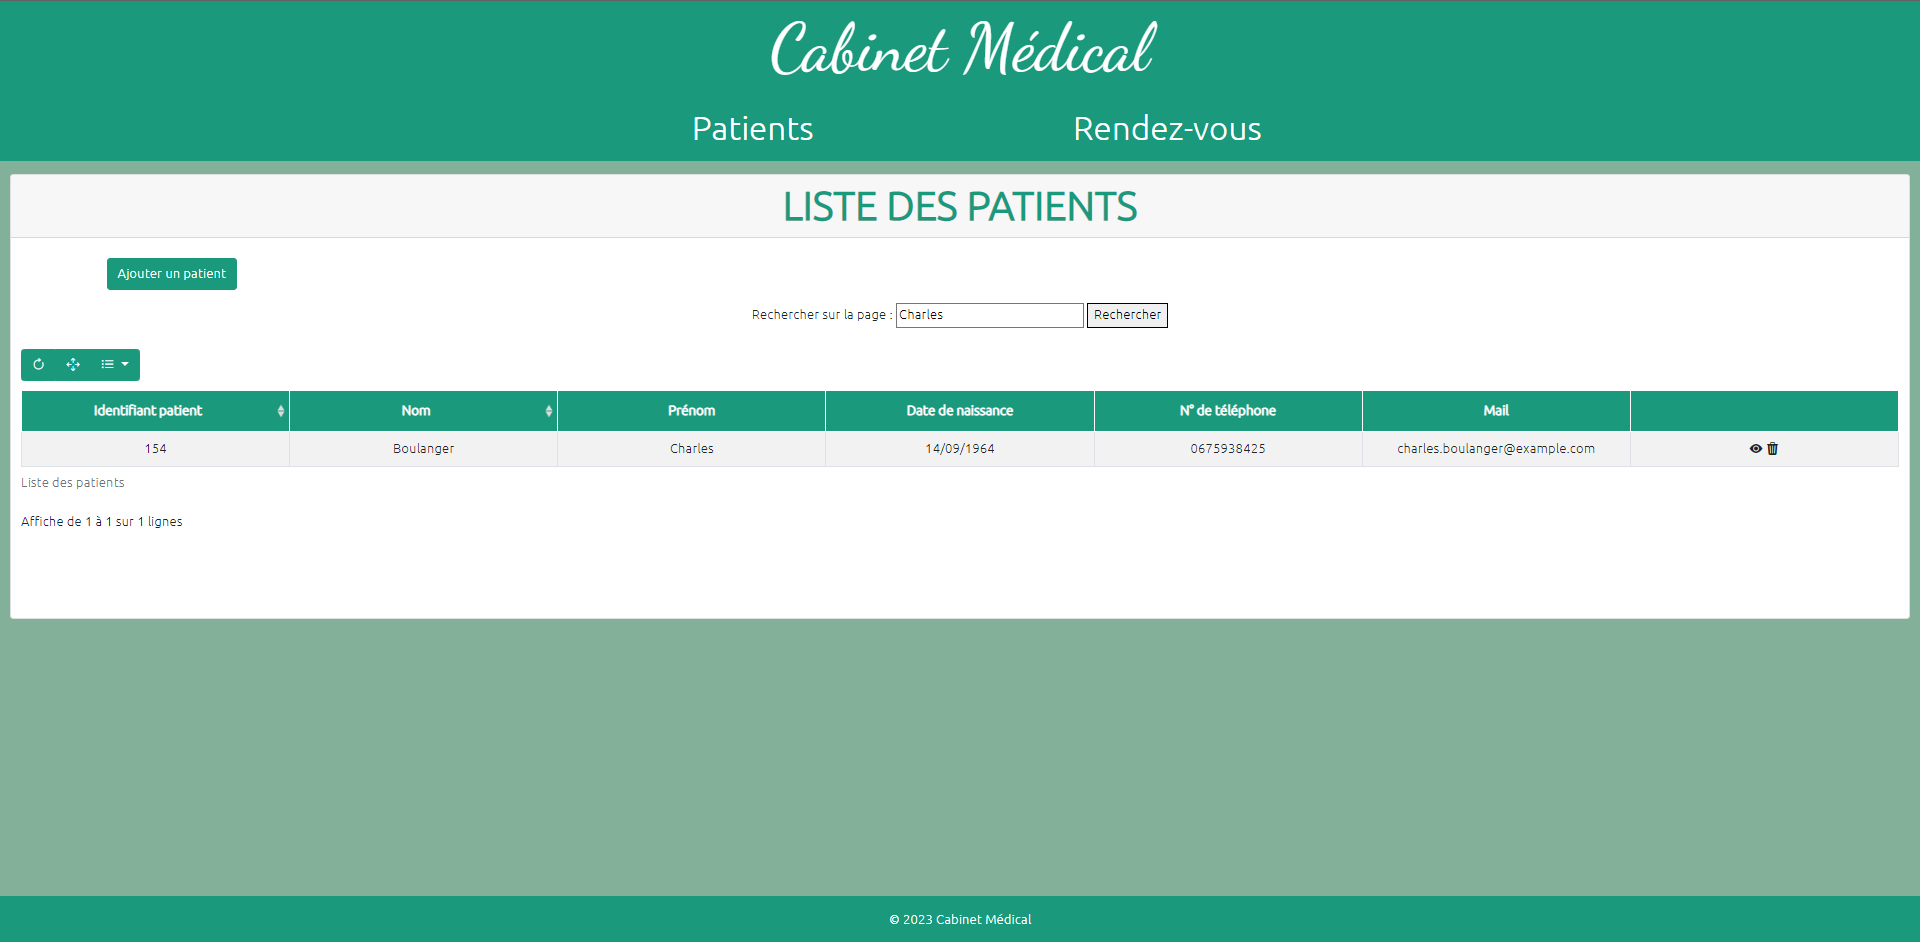 Cabinet Médical
Patients Rendez-vous
LISTE DES PATIENTS
Ajouter un patient
Rechercher sur la page : Charles Rechercher
Identifiant patient Nom Prénom Date de naissance N° de téléphone Mail
154 Boulanger Charles 14/09/1964 0675938425 charles.boulanger@example.com
Liste des patients
Affiche de 1 à 1 sur 1 lignes
© 2023 Cabinet Médical